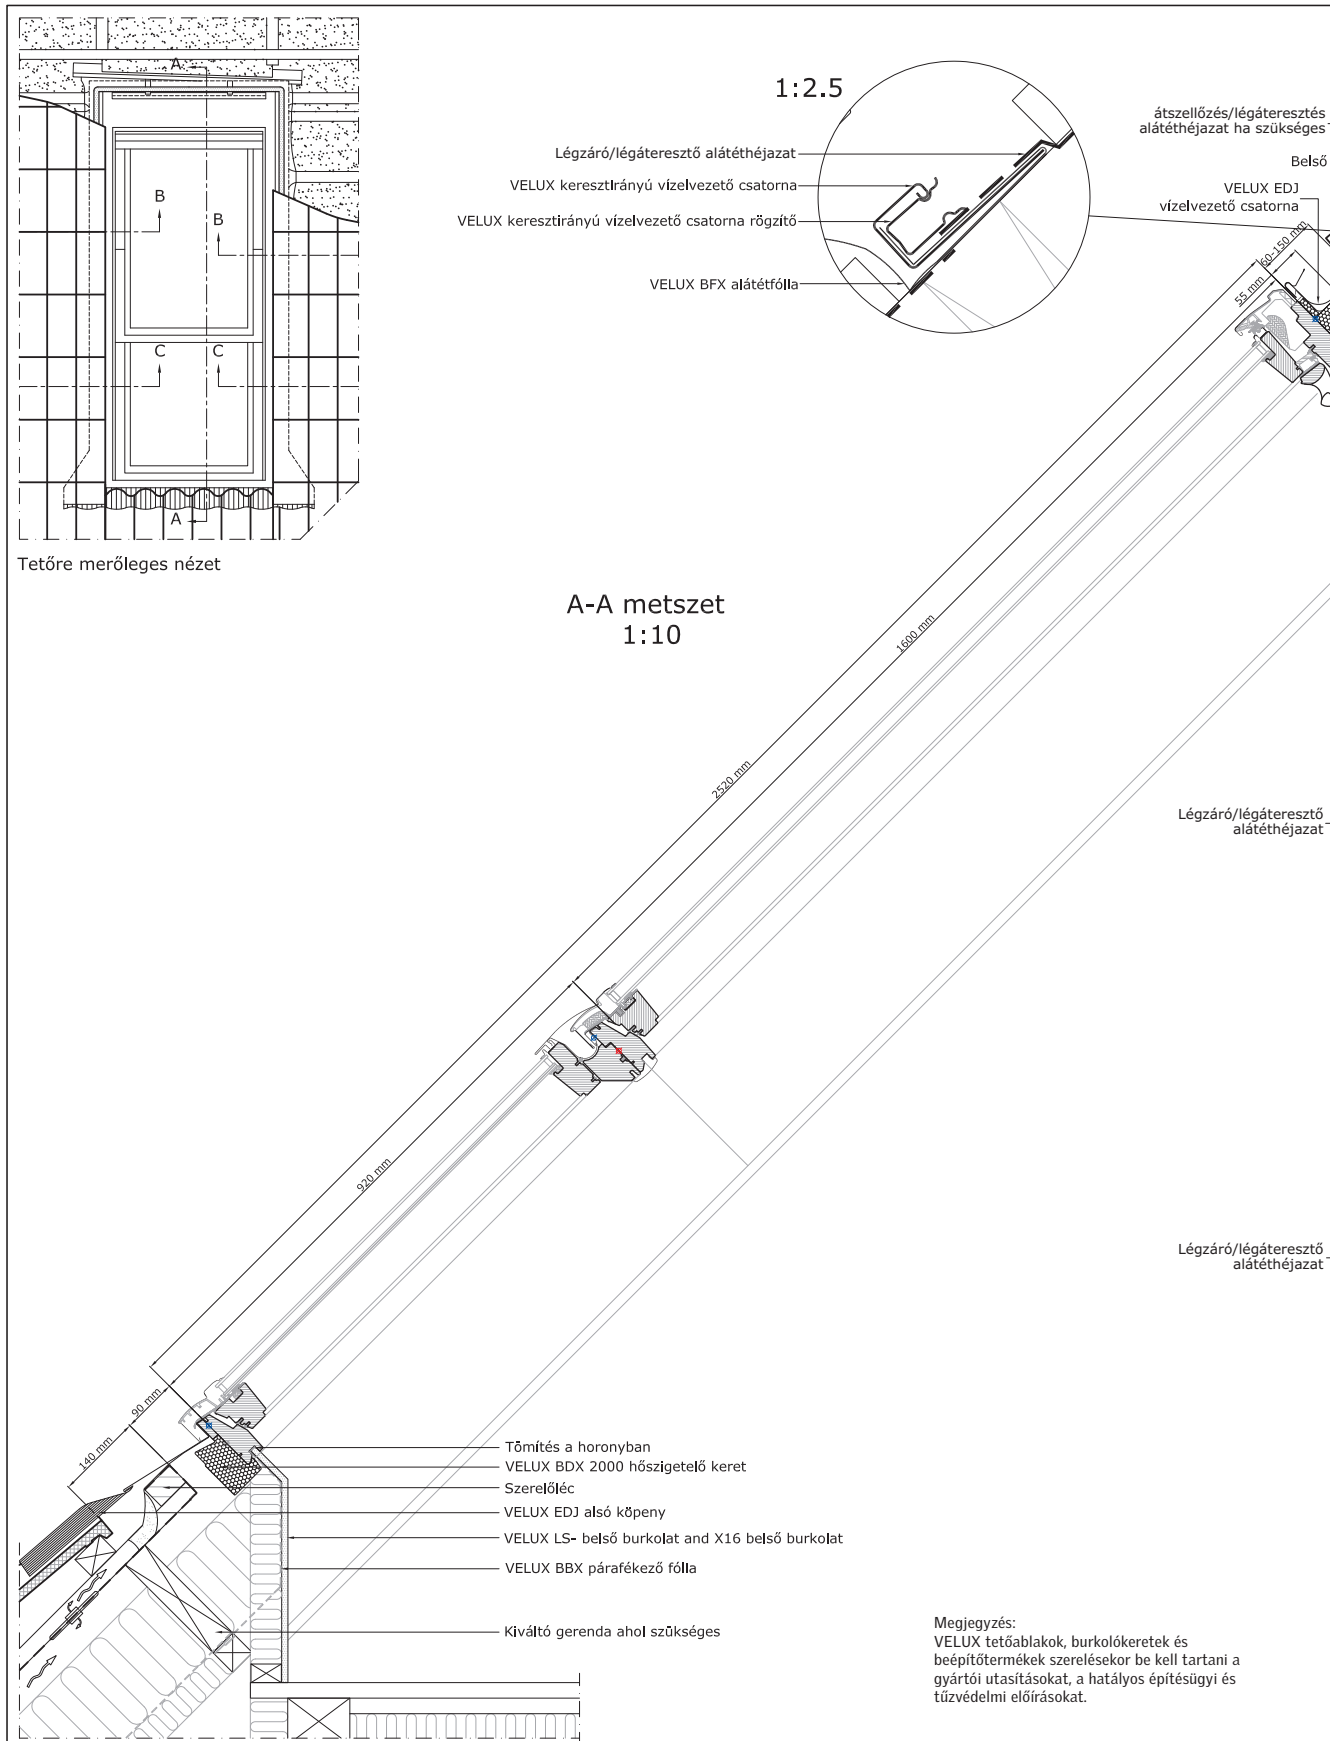 A
B
B
C
C
A
Tetőre merőleges nézet
1:2.5
Légzáró/légáteresztő alátéthéjazat
VELUX keresztirányú vízelvezető csatorna
VELUX keresztirányú vízelvezető csatorna rögzítő
VELUX BFX alátétfólla
átszellőzés/légáteresztés
alátéthéjazat ha szükséges
Belső
VELUX EDJ
vízelvezető csatorna
60-150 mm
55 mm
A-A metszet
1:10
1600 mm
2520 mm
Légzáró/légáteresztő
alátéthéjazat
920 mm
Légzáró/légáteresztő
alátéthéjazat
90 mm
140 mm
Tömítés a horonyban
VELUX BDX 2000 hőszigetelő keret
Szerelőléc
VELUX EDJ alsó köpeny
VELUX LS- belső burkolat and X16 belső burkolat
VELUX BBX párafékező fólla
Kiváltó gerenda ahol szükséges
Megjegyzés:
VELUX tetőablakok, burkolókeretek és
beépítőtermékek szerelésekor be kell tartani a
gyártói utasításokat, a hatályos építésügyi és
tűzvédelmi előírásokat.